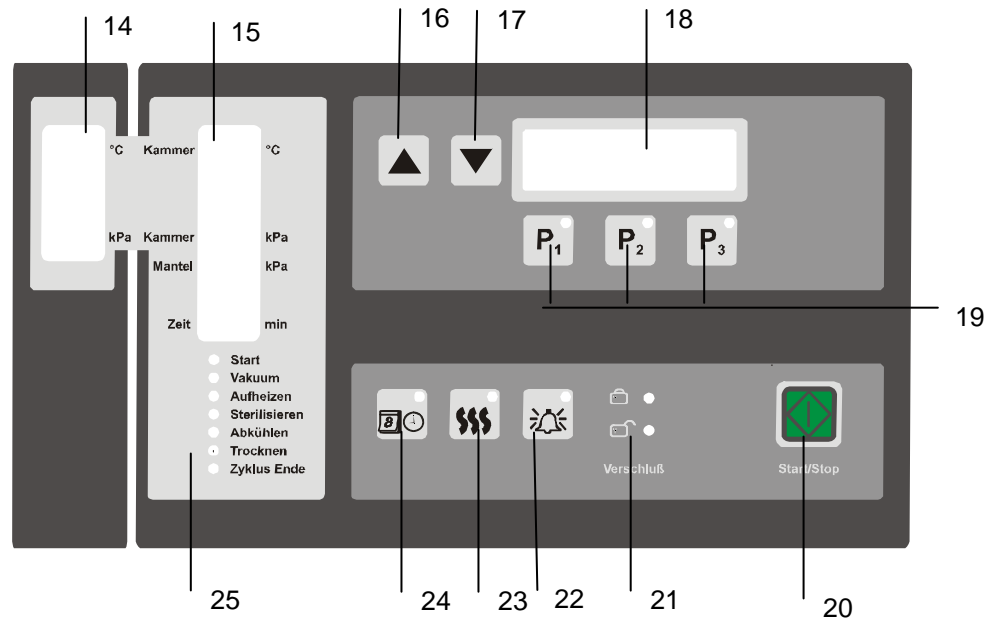 14
15
16
17
18
°C Kammer °C
kPa Kammer kPa
Mantel kPa
Zeit min
P1
P2
P3
19
Start
Vakuum
Aufheizen
Sterilisieren
Abkühlen
Trocknen
Zyklus Ende
8
Verschluß
Start/Stop
25
24
23
22
21
20